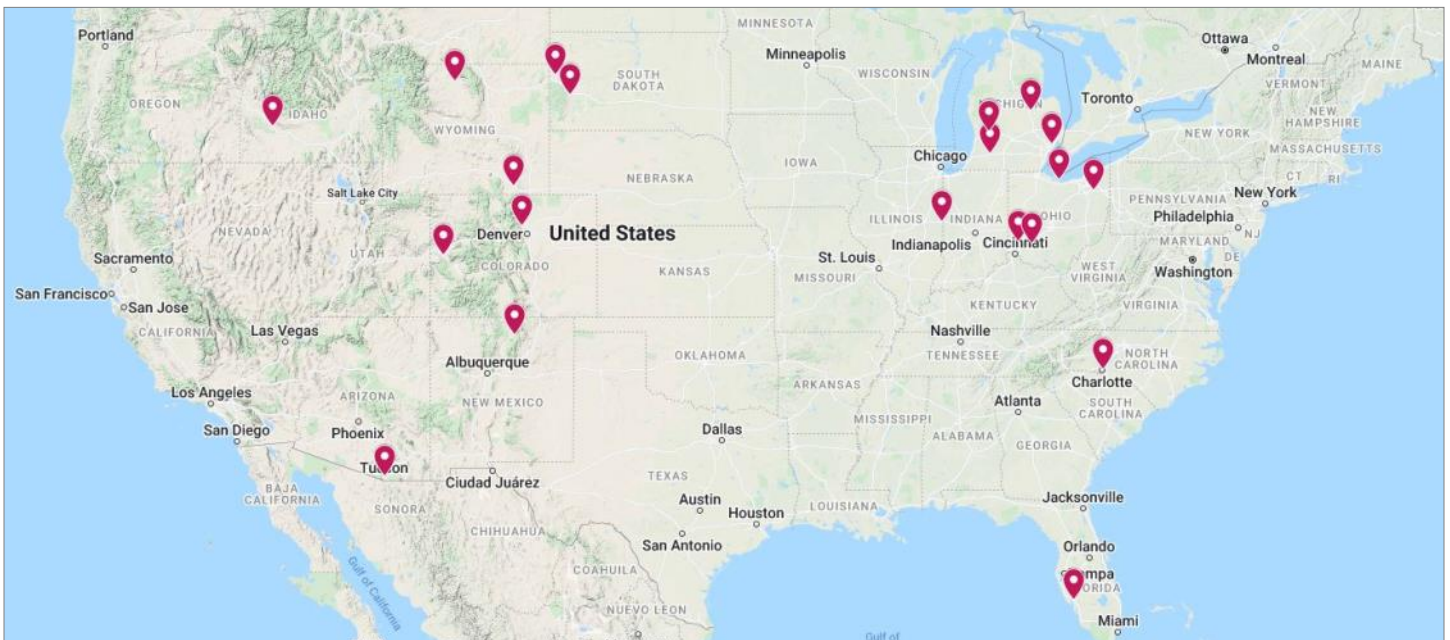 MINNESOTA
Portland
Minneapolis
Ottawa
Montreal
MAINE
SOUTH
DAKOTA
WISCONSIN
VERMONT
Toronto
OREGON
IDAHO
NEW
HAMPSHIRE
WYOMING
NEW YORK
MASSACHUSETTS
Chicago
IOWA
CT
RI
NEBRASKA
Salt Lake City
PENNSYLVANIA
New York
ILLINOIS
INDIANA
Philadelphia
NEVADA
Denver
United States
Indianapolis
NJ
MARYLAND
UTAH
Sacramento
COLORADO
St. Louis
DE
KANSAS
MISSOURI
WEST
VIRGINIA
Washington
San Francisco
San Jose
KENTUCKY
VIRGINIA
CALIFORNIA
Las Vegas
Nashville
TENNESSEE
NORTH
CAROLINA
Albuquerque
OKLAHOMA
Charlotte
ARKANSAS
Los Angeles
ARIZONA
NEW MEXICO
Atlanta
SOUTH
CAROLINA
MISSISSIPPI
San Diego
Phoenix
Dallas
ALABAMA
GEORGIA
TEXAS
Ciudad Juárez
BAJA
CALIFORNIA
SONORA
Austin
Houston
LOUISIANA
Jacksonville
CHIHUAHUA
San Antonio
Orlando
Gulf of California
COAHUILA
NUEVO LEON
Miami
Gulf of